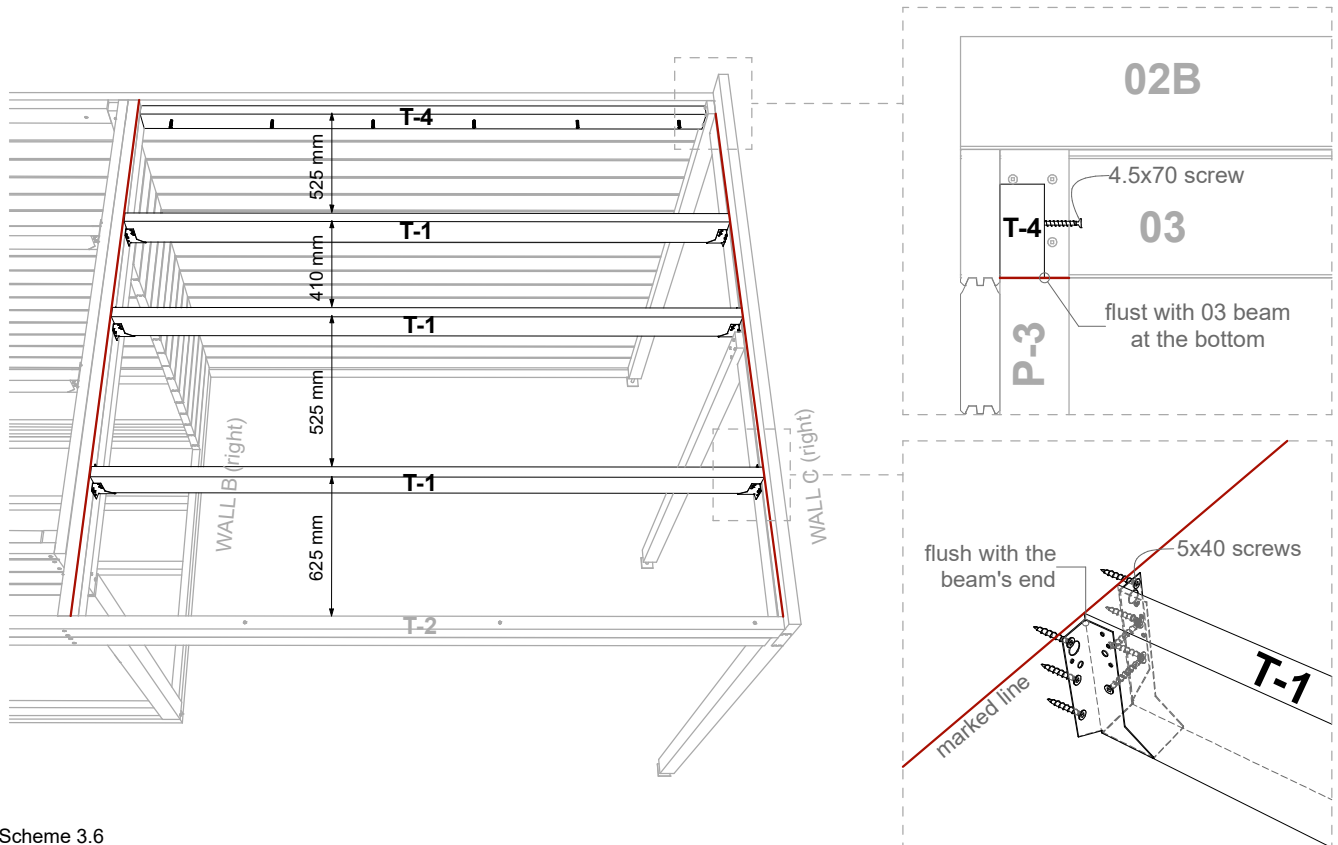 T-4
525 mm
T-1
410 mm
T-1
525 mm
T-1
625 mm
T-2
WALL B (right)
WALL C (right)
02B
4.5x70 screw
T-4
03
flust with 03 beam
at the bottom
P-3
flush with the
beam's end
5x40 screws
T-1
marked line
Scheme 3.6